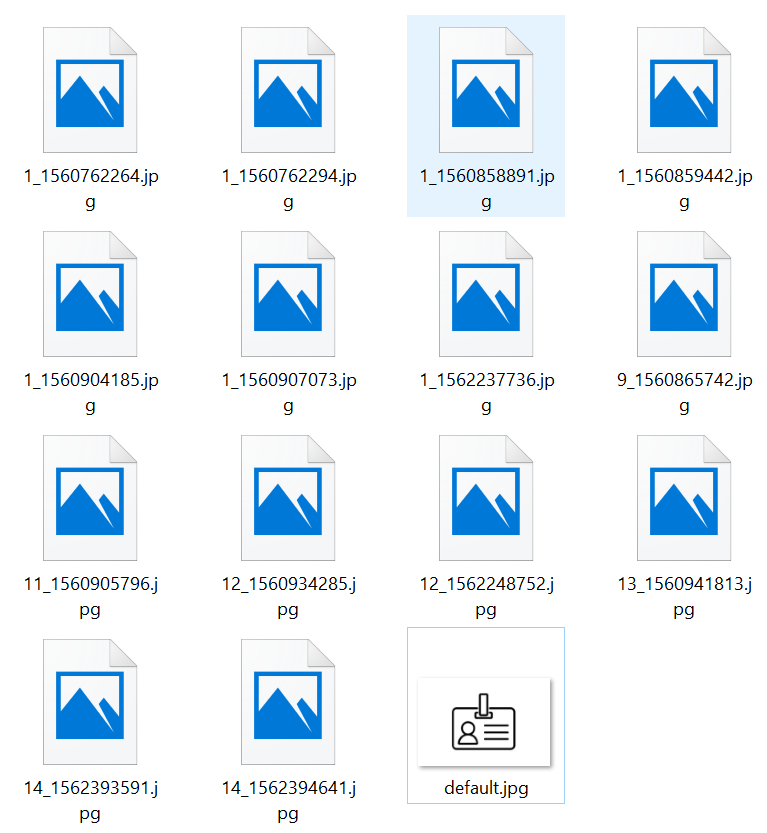 1_1560762264.jp
g
1_1560762294.jp
g
1_1560858891.jp
g
1_1560859442.jp
g
1_1560904185.jp
g
1_1560907073.jp
g
1_1562237736.jp
g
9_1560865742.jp
g
11_1560905796.j
pg
12_1560934285.j
pg
12_1562248752.j
pg
13_1560941813.j
pg
14_1562393591.j
pg
14_1562394641.j
pg
default.jpg